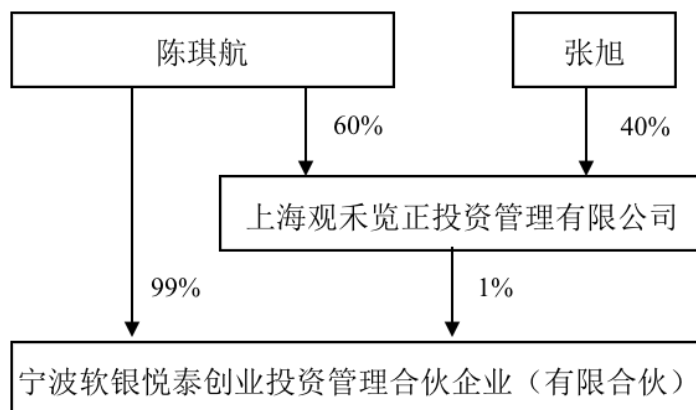 陈琪航
张旭
60%
40%
上海观禾览正投资管理有限公司
99%
1%
宁波软银悦泰创业投资管理合伙企业（有限合伙）